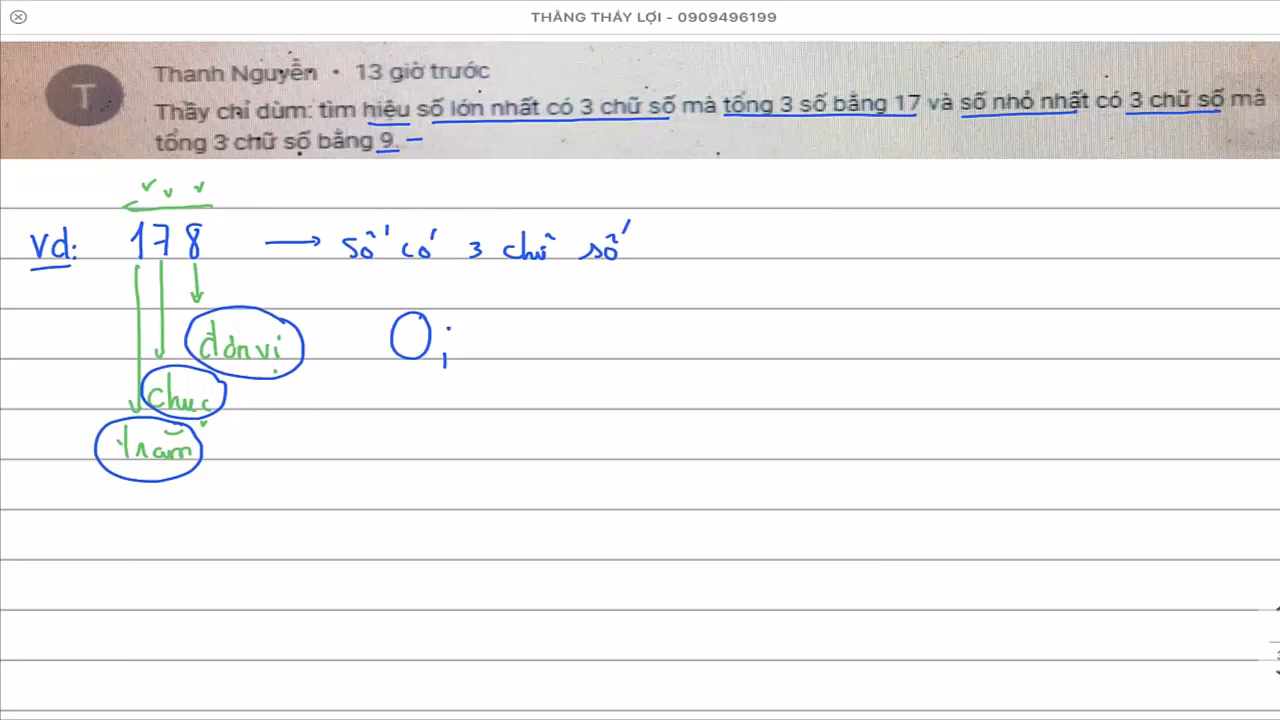 THẦNG THẦY LỢI - 0909496199
Thanh Nguyễn • 13 giờ trước
Thầy chỉ dùm: tìm hiệu số lớn nhất có 3 chữ số mà tổng 3 số bằng 17 và số nhỏ nhất có 3 chữ số mà
tổng 3 chữ số bằng 9.
T
Vd: 178 → số có 3 chữ số
đơn vị
0;
chục
trăm